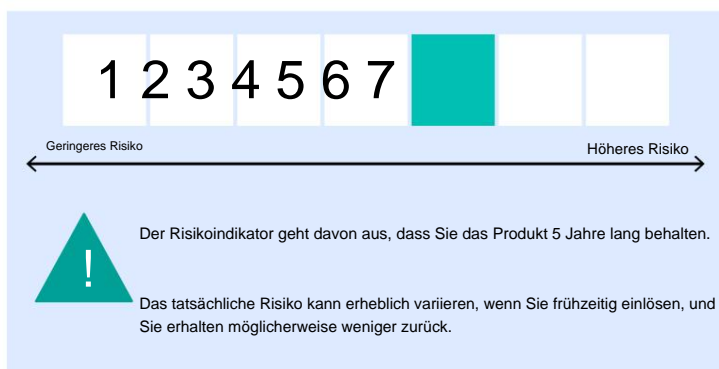 1 2 3 4 5 6 7
Geringeres Risiko
Höheres Risiko
!
Der Risikoindikator geht davon aus, dass Sie das Produkt 5 Jahre lang behalten.
Das tatsächliche Risiko kann erheblich variieren, wenn Sie frühzeitig einlösen, und
Sie erhalten möglicherweise weniger zurück.